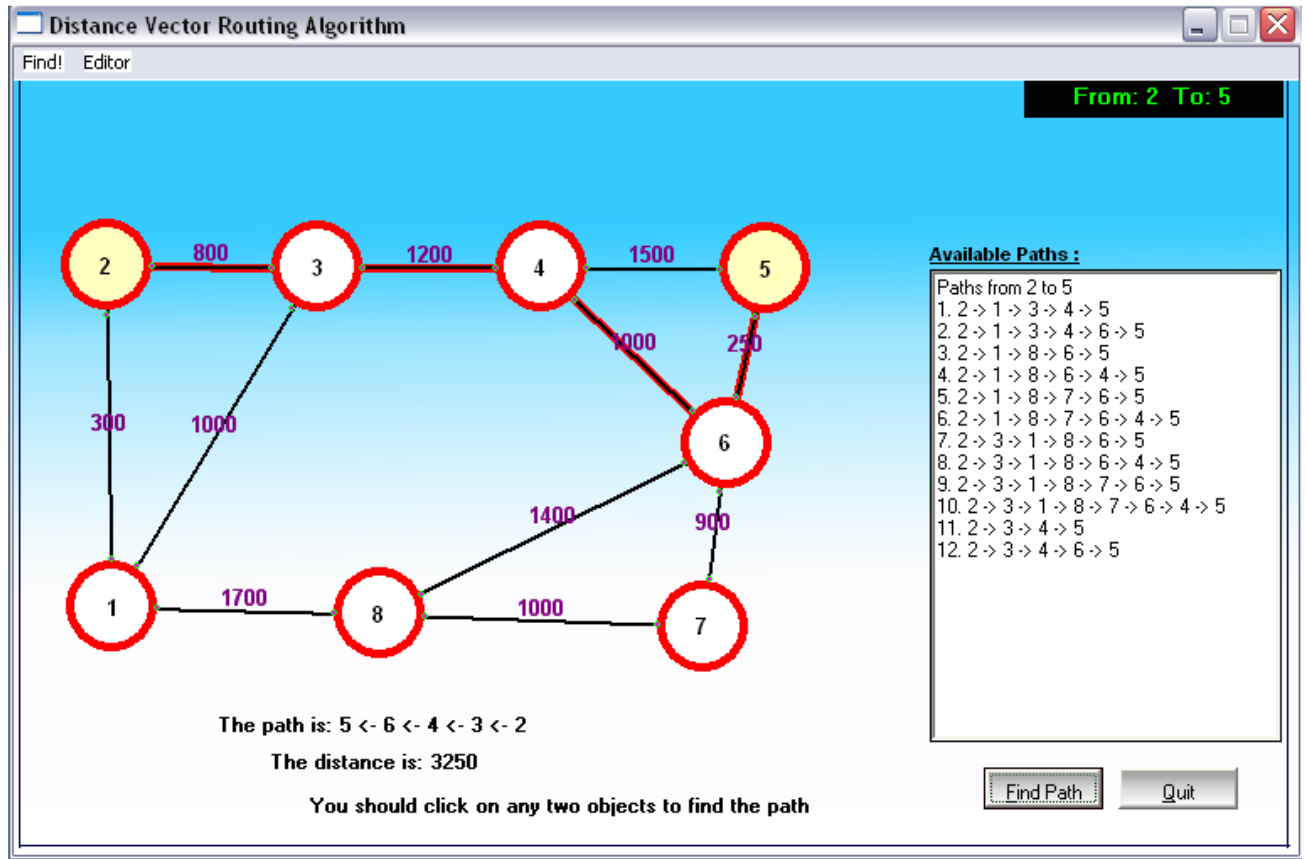 Distance Vector Routing Algorithm
Find! Editor
From: 2 To: 5
2 800 3 1200 4 1500 5
1000 250
300 1000
6
1400 900
1 1700 8 1000 7
Available Paths :
Paths from 2 to 5
1. 2 -> 1 -> 3 -> 4 -> 5
2. 2 -> 1 -> 3 -> 4 -> 6 -> 5
3. 2 -> 1 -> 8 -> 6 -> 5
4. 2 -> 1 -> 8 -> 6 -> 4 -> 5
5. 2 -> 1 -> 8 -> 7 -> 6 -> 5
6. 2 -> 1 -> 8 -> 7 -> 6 -> 4 -> 5
7. 2 -> 3 -> 1 -> 8 -> 6 -> 5
8. 2 -> 3 -> 1 -> 8 -> 6 -> 4 -> 5
9. 2 -> 3 -> 1 -> 8 -> 7 -> 6 -> 5
10. 2 -> 3 -> 1 -> 8 -> 7 -> 6 -> 4 -> 5
11. 2 -> 3 -> 4 -> 5
12. 2 -> 3 -> 4 -> 6 -> 5
The path is: 5 <- 6 <- 4 <- 3 <- 2
The distance is: 3250
You should click on any two objects to find the path
Find Path Quit